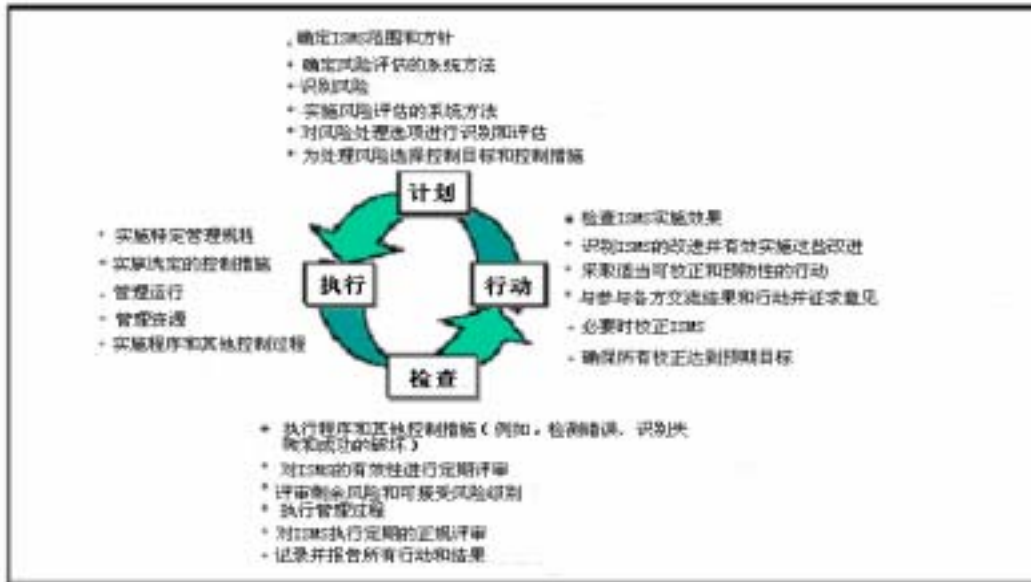 确定ISMS范围和方针
确定风险评估的系统方法
识别风险
实施风险评估的系统方法
对风险处理选项进行识别和评估
为处理风险选择控制目标和控制措施
计划
实施特定管理规程
实施选定的控制措施
管理运行
管理资源
实施程序和其他控制过程
执行
行动
检查ISMS实施效果
识别ISMS的改进并有效实施这些改进
采取适当可校正和预防性的行动
与参与各方交流结果和行动并征求意见
必要时校正ISMS
确保所有校正达到预期目标
检查
执行程序和其他控制措施(例如,检测错误、识别失
败和成功的破坏)
对ISMS的有效性进行定期评审
评审剩余风险和可接受风险级别
执行管理过程
对ISMS执行定期的正规评审
记录并报告所有行动和结果